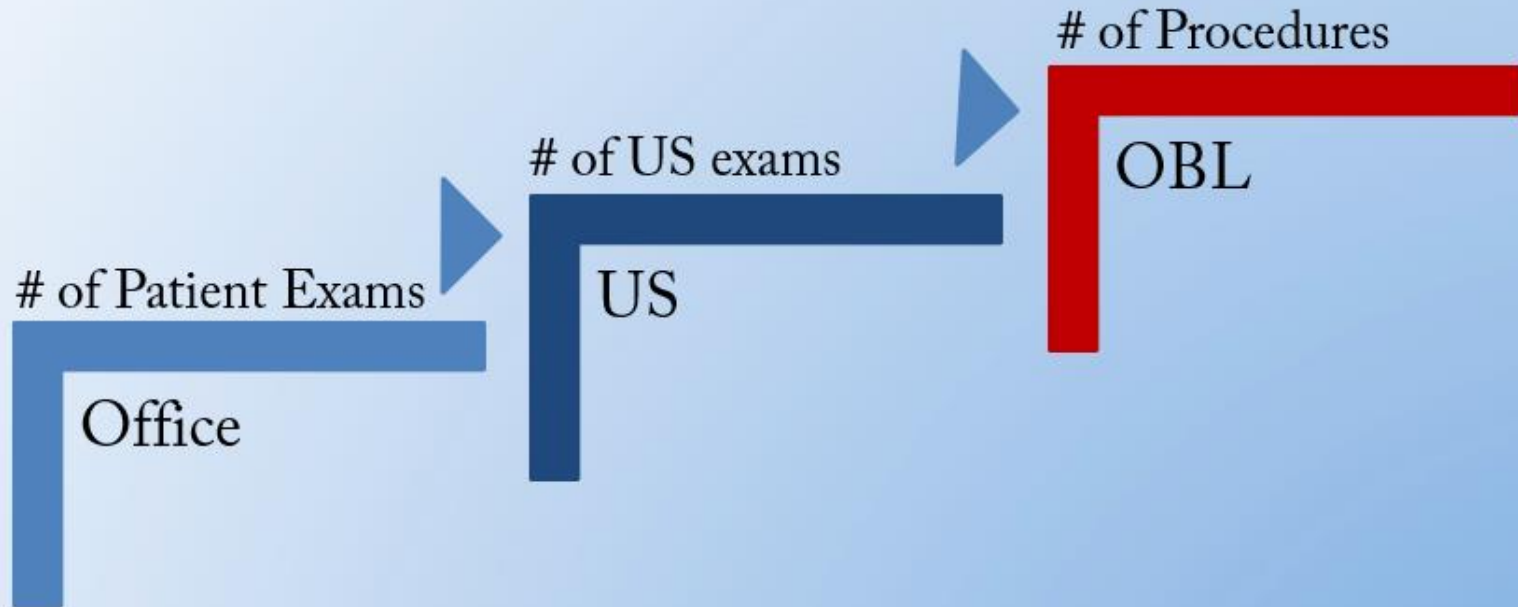 # of Patient Exams
Office
# of US exams
US
# of Procedures
OBL